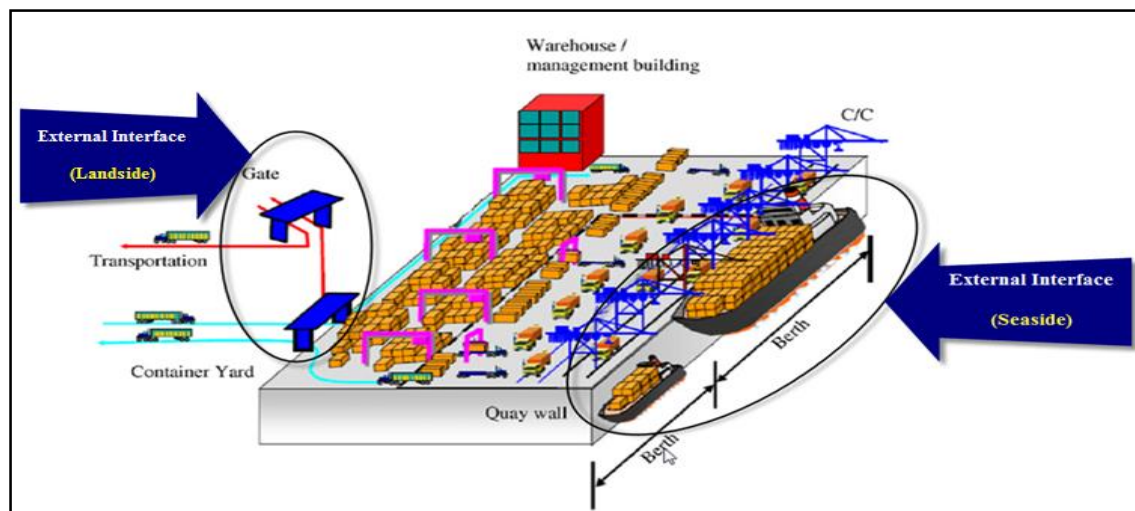 Warehouse /
management building
C/C
External Interface
(Landside)
Gate
Transportation
Container Yard
Quay wall
Berth
Berth
External Interface
(Seaside)